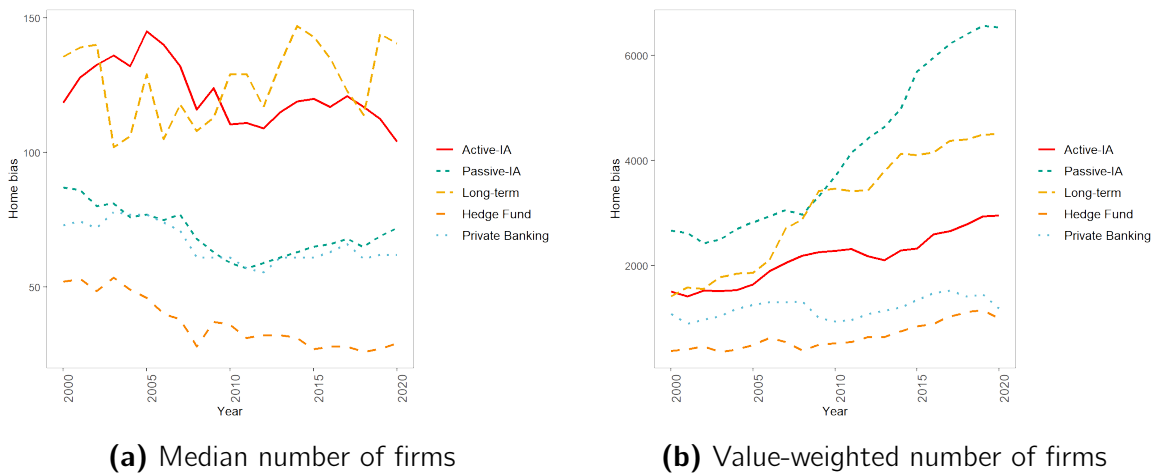 150
100
50
Home bias
2000
2005
2010
2015
2020
Year
Active-IA
Passive-IA
Long-term
Hedge Fund
Private Banking
(a) Median number of firms
6000
4000
2000
Home bias
2000
2005
2010
2015
2020
Year
Active-IA
Passive-IA
Long-term
Hedge Fund
Private Banking
(b) Value-weighted number of firms